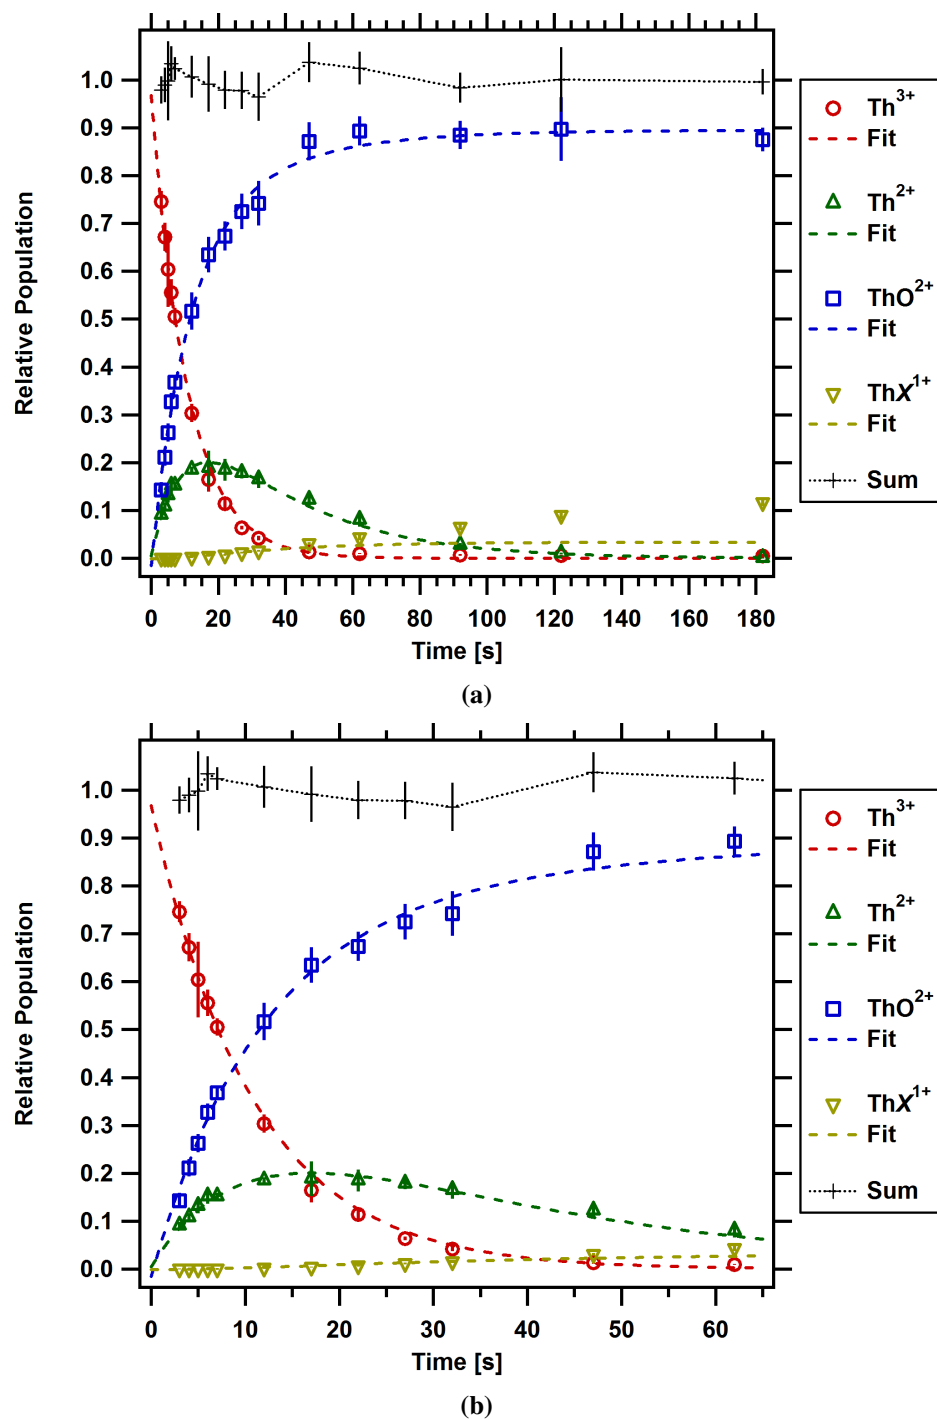 1.0
0.9
0.8
0.7
0.6
0.5
0.4
0.3
0.2
0.1
0.0
Relative Population
0 20 40 60 80 100 120 140 160 180
Time [s]
Th³⁺
Fit
Th²⁺
Fit
ThO²⁺
Fit
ThX¹⁺
Fit
Sum
(a)
1.0
0.9
0.8
0.7
0.6
0.5
0.4
0.3
0.2
0.1
0.0
Relative Population
0 10 20 30 40 50 60
Time [s]
Th³⁺
Fit
Th²⁺
Fit
ThO²⁺
Fit
ThX¹⁺
Fit
Sum
(b)